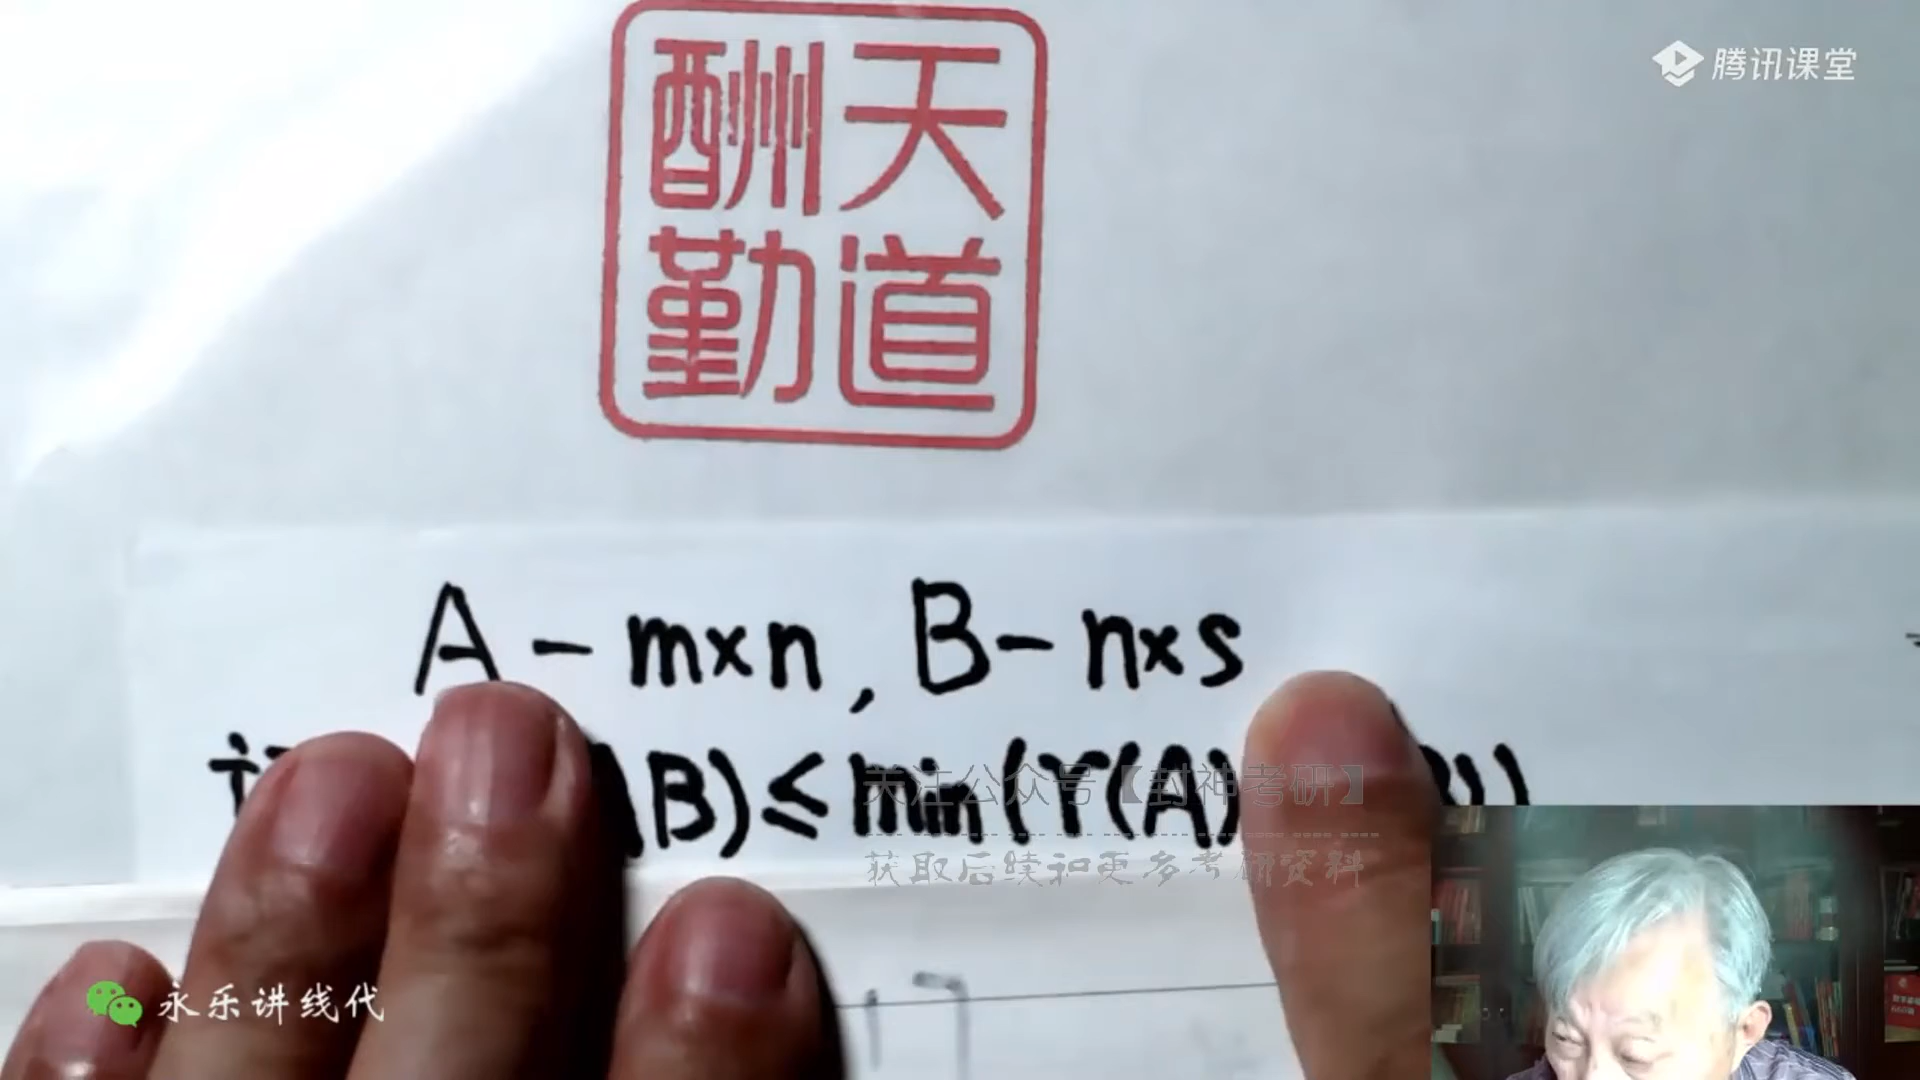 天道
酬勤
腾讯课堂
A - m×n, B - n×s
B) ≤ min(r(A)
关注公众号【封神考研】
获取后续和更多考研资料
永乐讲线代